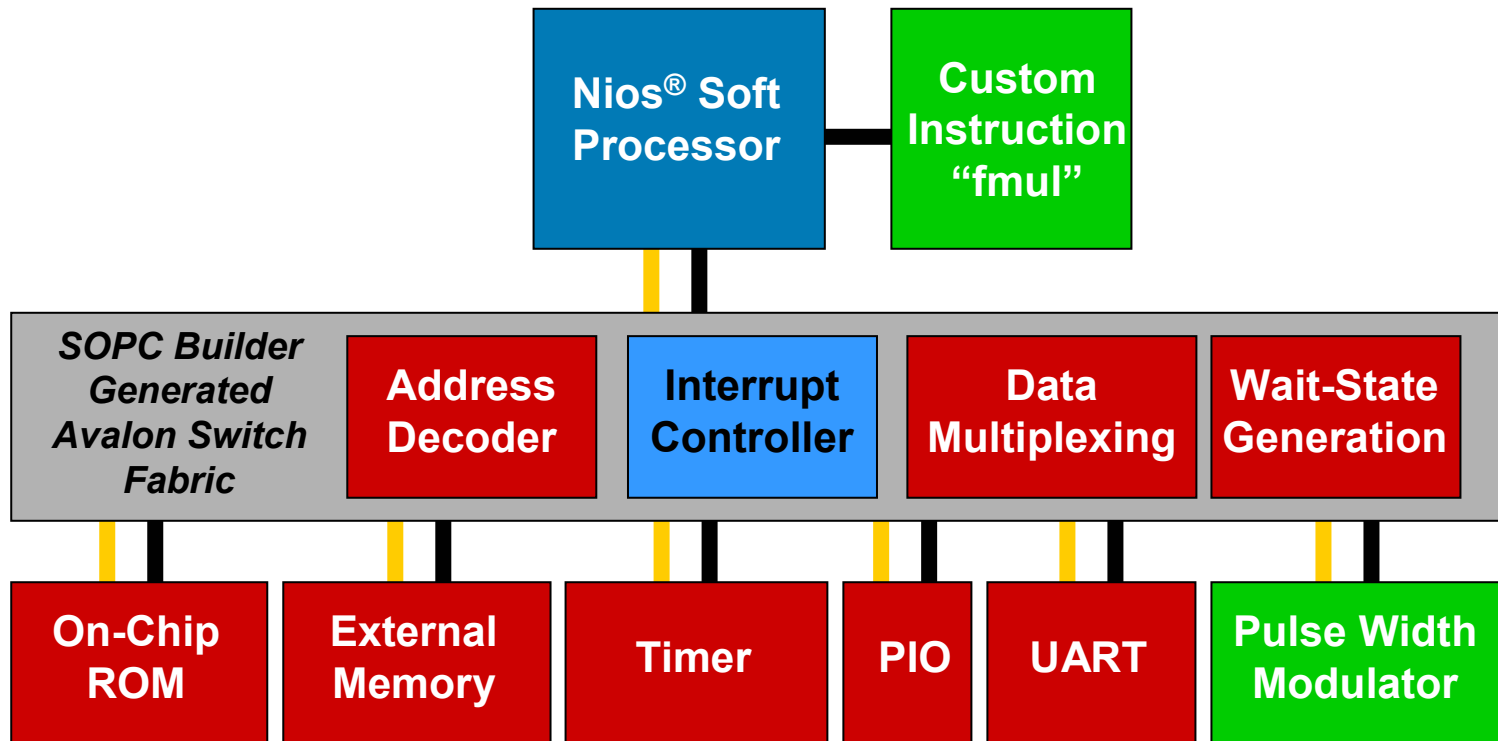 Nios® Soft
Processor
Custom
Instruction
“fmul”
SOPC Builder
Generated
Avalon Switch
Fabric
Address
Decoder
Interrupt
Controller
Data
Multiplexing
Wait-State
Generation
On-Chip
ROM
External
Memory
Timer
PIO
UART
Pulse Width
Modulator